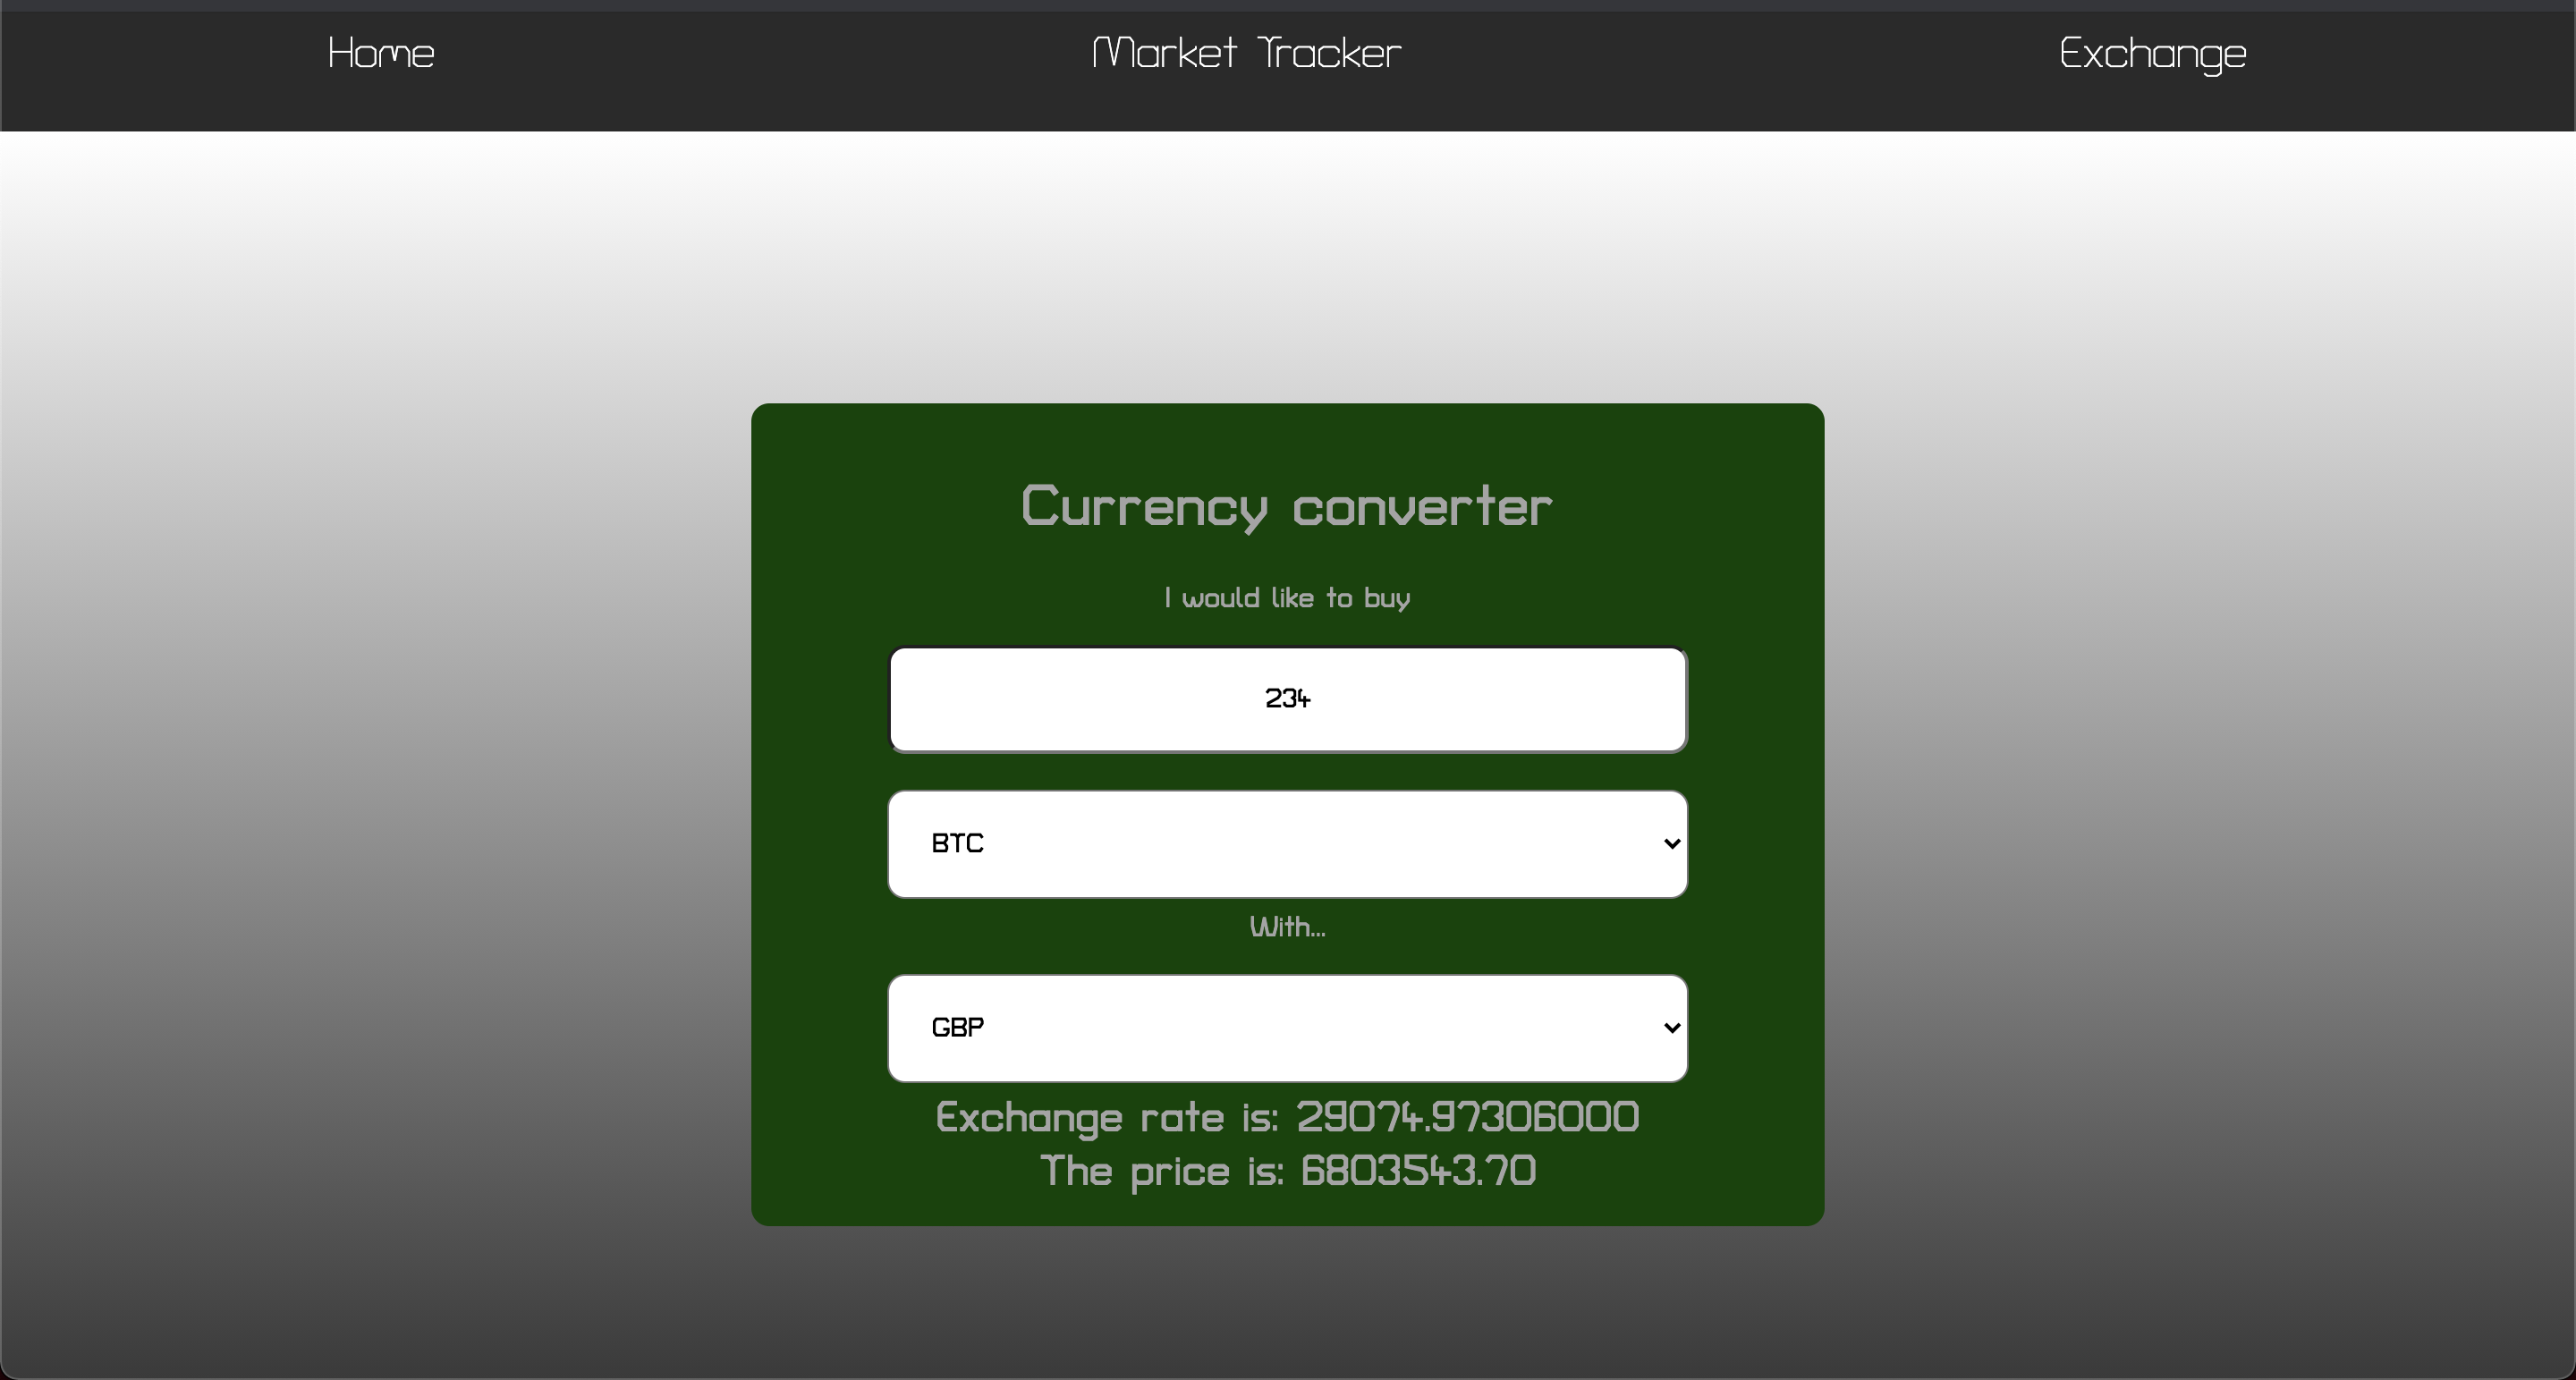 Home Market Tracker Exchange
Currency converter
I would like to buy
234
BTC
With...
GBP
Exchange rate is: 29074.97306000
The price is: 6803543.70